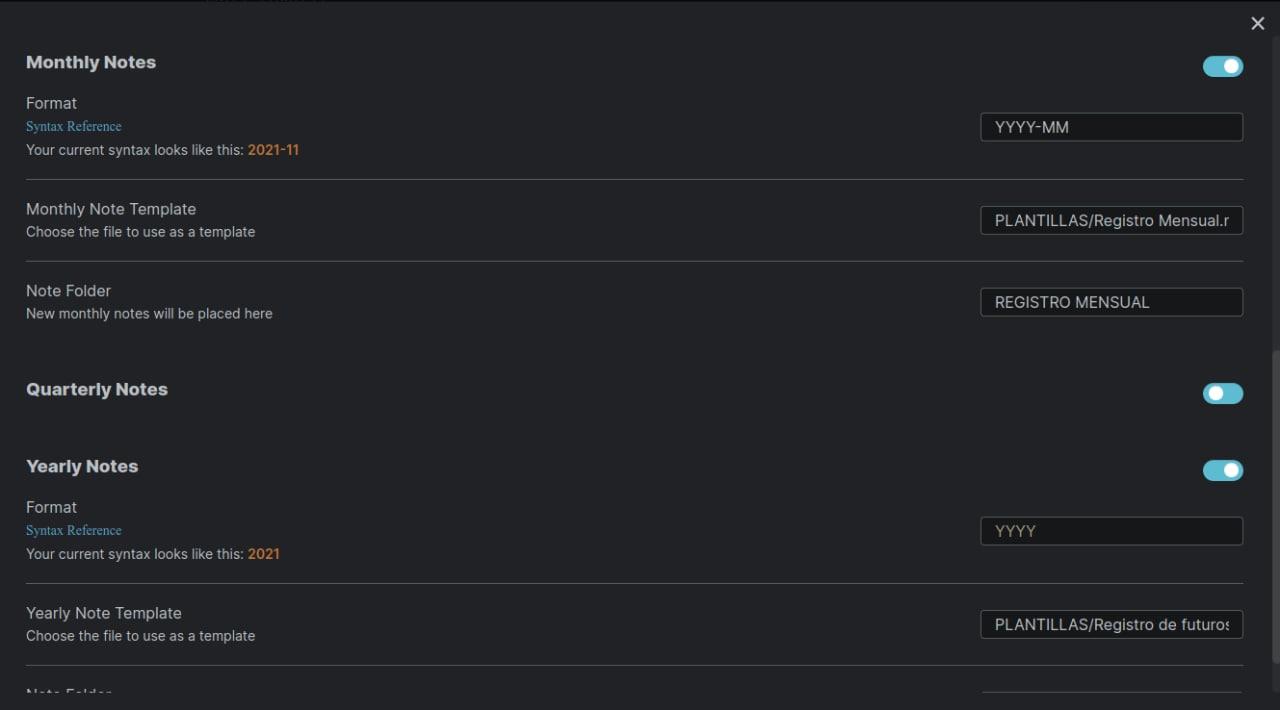 Monthly Notes
Format
Syntax Reference
Your current syntax looks like this: 2021-11
YYYY-MM
Monthly Note Template
Choose the file to use as a template
PLANTILLAS/Registro Mensual.
Note Folder
New monthly notes will be placed here
REGISTRO MENSUAL
Quarterly Notes
Yearly Notes
Format
Syntax Reference
Your current syntax looks like this: 2021
YYYY
Yearly Note Template
Choose the file to use as a template
PLANTILLAS/Registro de futuros
Note Folder